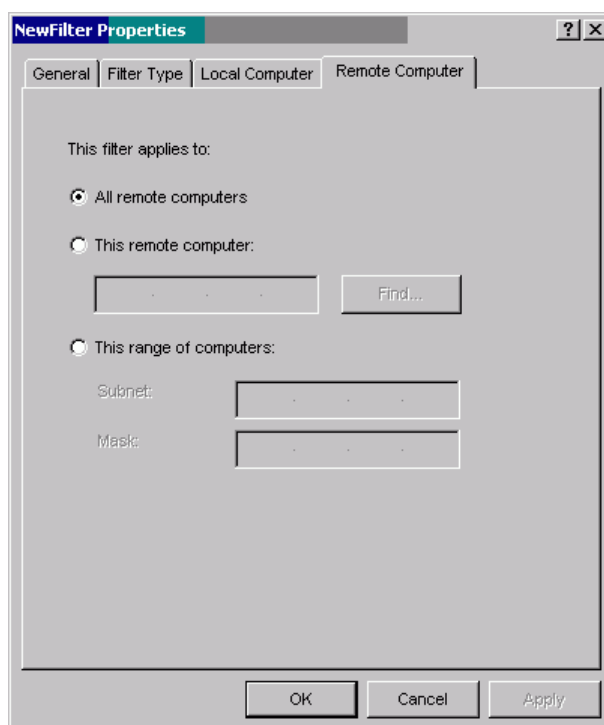 NewFilter Properties
General Filter Type Local Computer Remote Computer
This filter applies to:
All remote computers
This remote computer:
Find...
This range of computers:
Subnet:
Mask:
OK Cancel Apply